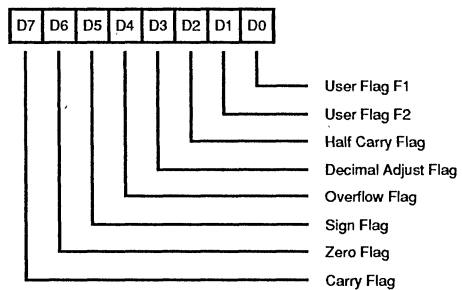 D7 D6 D5 D4 D3 D2 D1 D0
User Flag F1
User Flag F2
Half Carry Flag
Decimal Adjust Flag
Overflow Flag
Sign Flag
Zero Flag
Carry Flag